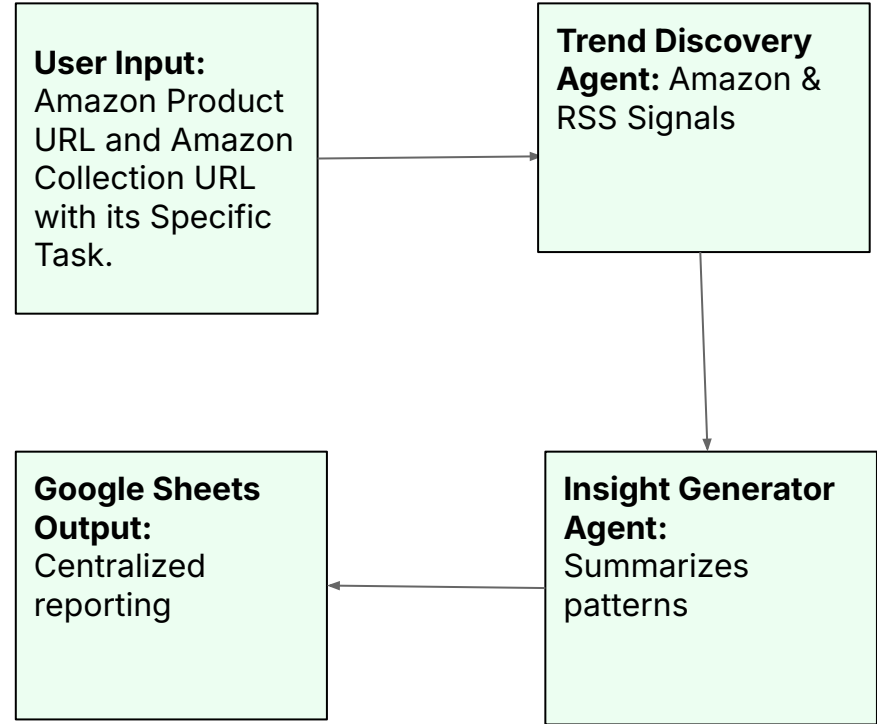 User Input:
Amazon Product
URL and Amazon
Collection URL
with its Specific
Task.
Trend Discovery
Agent: Amazon &
RSS Signals
Google Sheets
Output:
Centralized
reporting
Insight Generator
Agent:
Summarizes
patterns